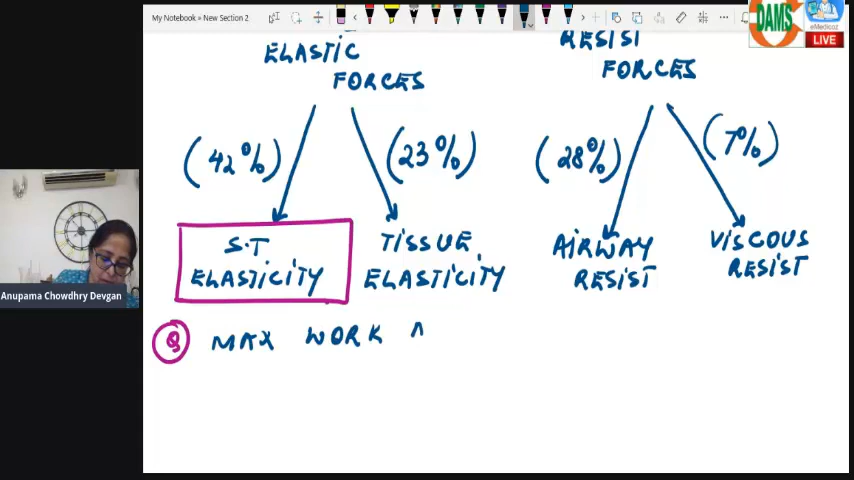 My Notebook » New Section 2
DAMS
eMedicoz
LIVE
ELASTIC
FORCES
RESIST
FORCES
(42%)
(23%)
(28%)
(7%)
S.T
ELASTICITY
TISSUE
ELASTICITY
AIRWAY
RESIST
VISCOUS
RESIST
Anupama Chowdhry Devgan
Q MAX WORK